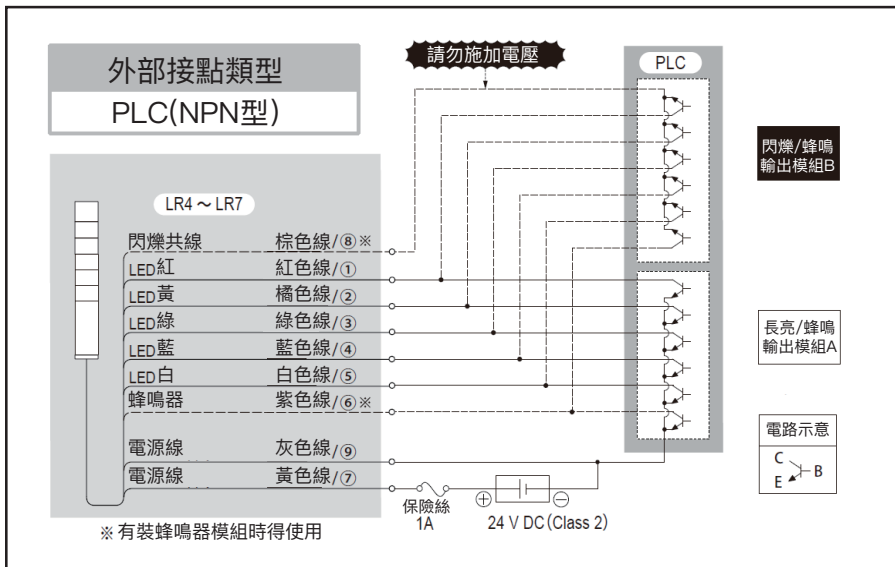 外部接點類型
PLC(NPN型)
請勿施加電壓
PLC
閃爍/蜂鳴
輸出模組B
LR4～LR7
閃爍共線 棕色線/⑧※
LED紅 紅色線/①
LED黃 橘色線/②
LED綠 綠色線/③
LED藍 藍色線/④
LED白 白色線/⑤
蜂鳴器 紫色線/⑥※
電源線 灰色線/⑨
電源線 黃色線/⑦
長亮/蜂鳴
輸出模組A
電路示意
C
B
E
保險絲
1A
+
−
24 V DC (Class 2)
※有裝蜂鳴器模組時得使用